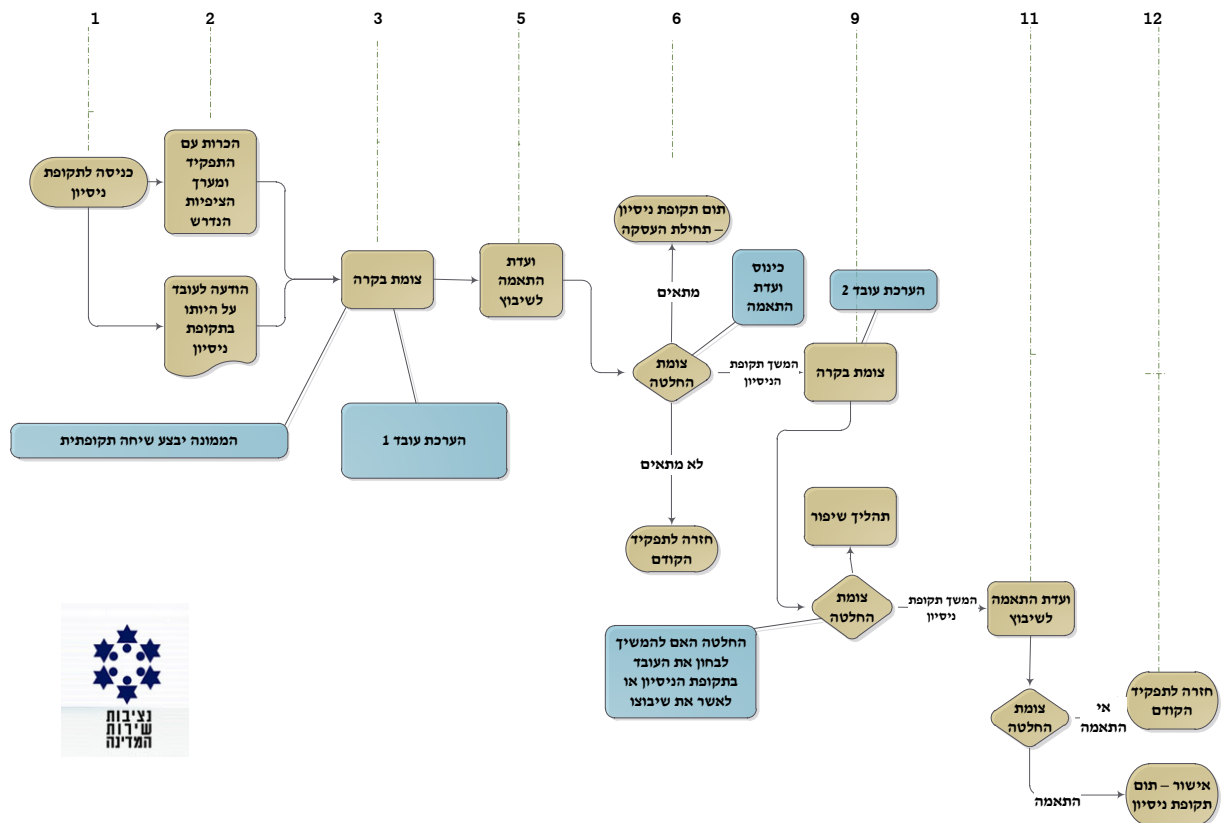 1
2
3
5
6
9
11
12
כניסה לתקופת
ניסיון
הכרות עם
התפקיד
ומערך
הציפיות
הנדרש
הודעה לעובד
על היותו
בתקופת
ניסיון
צומת בקרה
הממונה יבצע שיחה תקופתית
הערכת עובד 1
ועדת
התאמה
לשיבוץ
תום תקופת ניסיון
– תחילת העסקה
מתאים
כינוס
ועדת
התאמה
צומת
החלטה
המשך תקופת
הניסיון
לא מתאים
חזרה לתפקיד
הקודם
הערכת עובד 2
צומת בקרה
תהליך שיפור
צומת
החלטה
החלטה האם להמשיך
לבחון את העובד
בתקופת הניסיון או
לאשר את שיבוצו
המשך תקופת
ניסיון
ועדת התאמה
לשיבוץ
צומת
החלטה
אי
התאמה
חזרה לתפקיד
הקודם
התאמה
אישור – תום
תקופת ניסיון
נציבות
שירות
המדינה